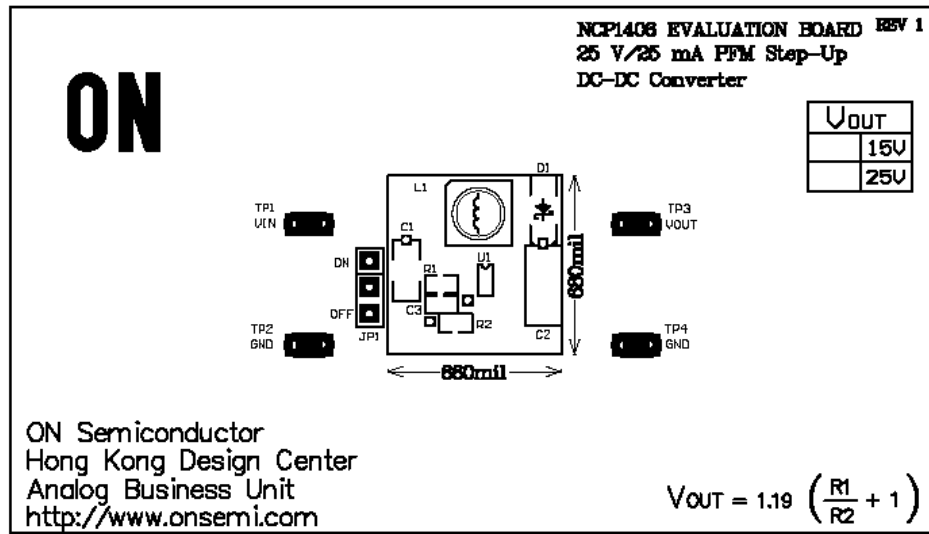 NCP1406 EVALUATION BOARD REV 1
25 V/25 mA PFM Step-Up
DC-DC Converter
ON
VOUT
15V
25V
D1
L1
TP1
VIN
TP3
VOUT
C1
ON
U1
R1
680mil
OFF
C3
R2
TP2
GND
JP1
C2
TP4
GND
680mil
ON Semiconductor
Hong Kong Design Center
Analog Business Unit
http://www.onsemi.com
VOUT = 1.19 (R1/R2 + 1)